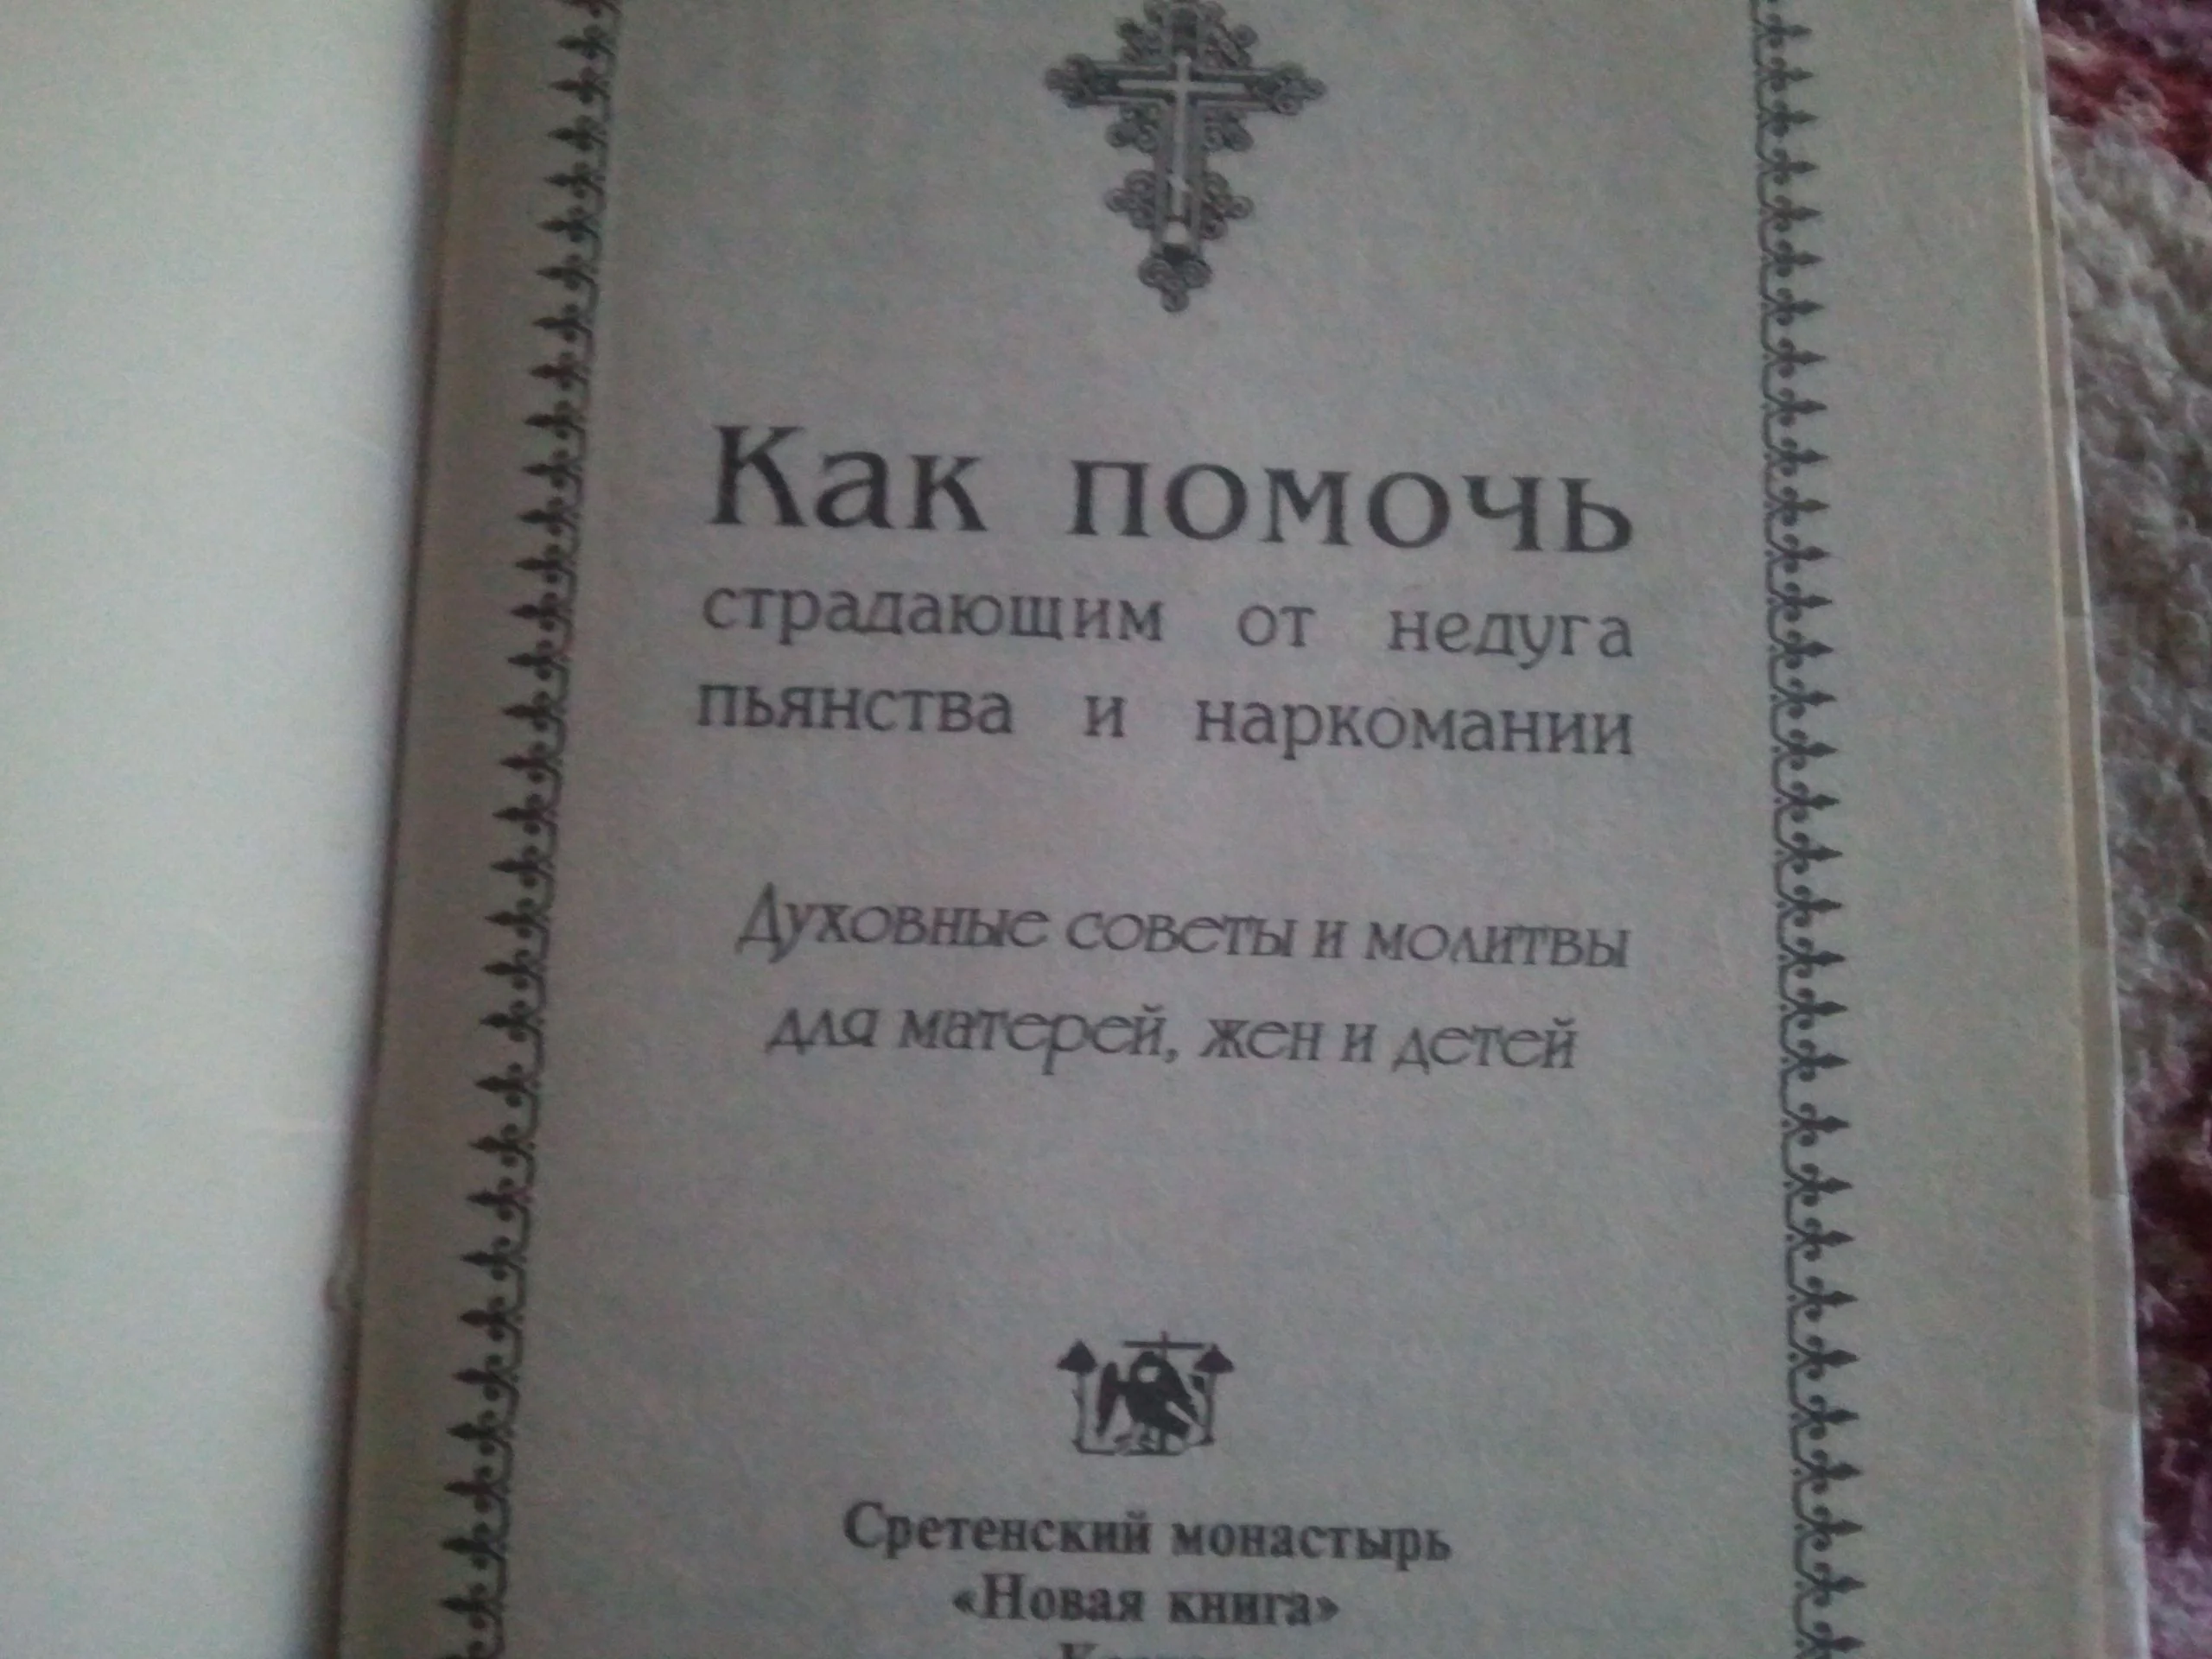 Как помочь
страдающим от недуга
пьянства и наркомании
Духовные советы и молитвы
для матерей, жен и детей
Сретенский монастырь
«Новая книга»